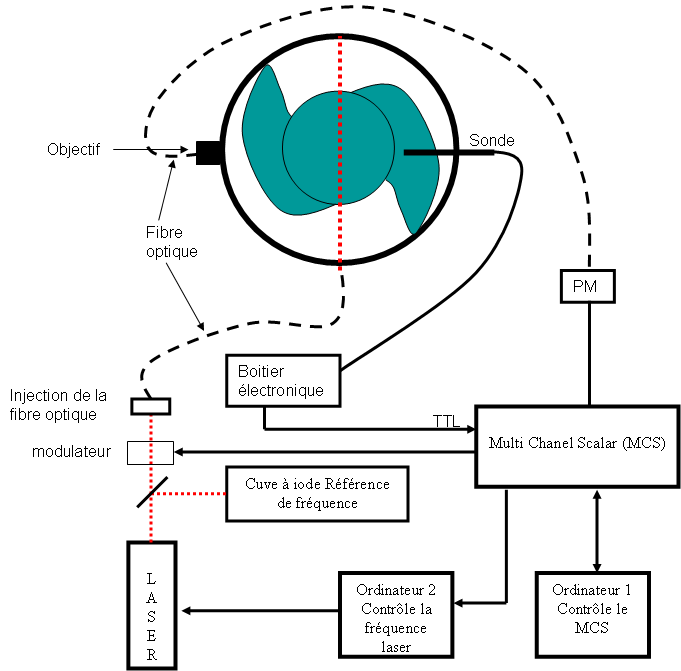 Objectif
Sonde
Fibre
optique
PM
Boitier
électronique
Injection de la
fibre optique
TTL
Multi Chanel Scalar (MCS)
modulateur
Cuve à iode Référence
de fréquence
L
A
S
E
R
Ordinateur 2
Contrôle la
fréquence
laser
Ordinateur 1
Contrôle le
MCS